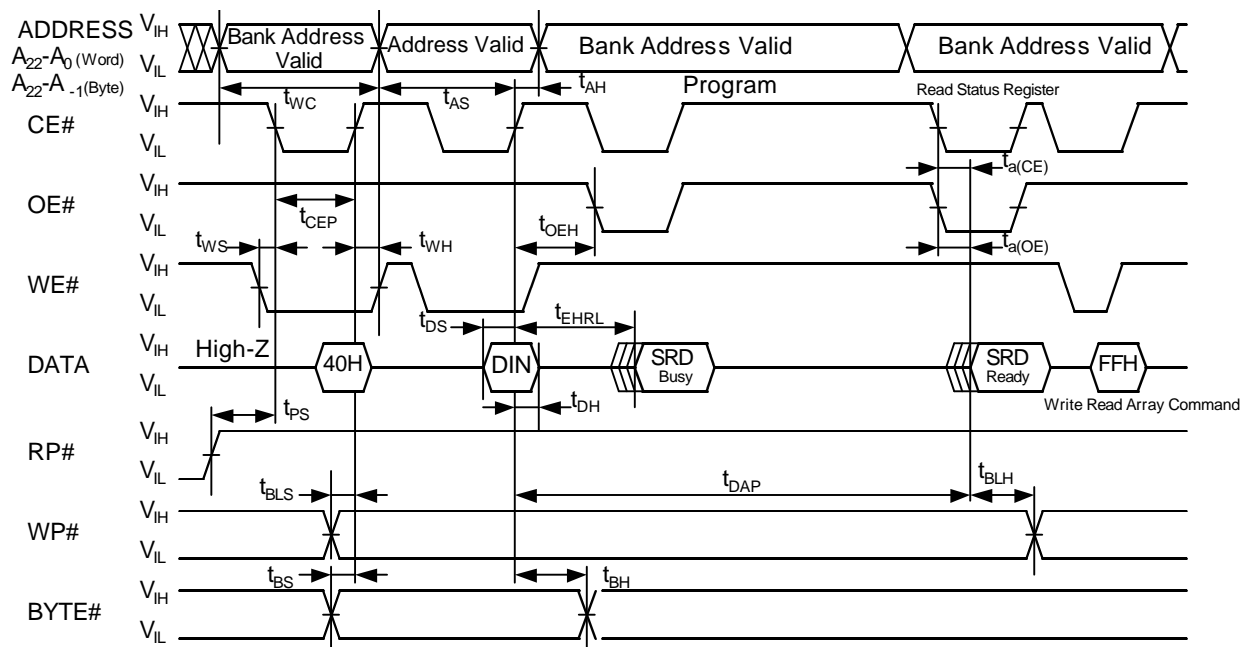 ADDRESS
A22-A0 (Word)
A22-A -1(Byte)
VIH
VIL
Bank Address Valid
Address Valid
Bank Address Valid
Bank Address Valid
tWC
tAS
tAH
Program
Read Status Register
CE#
VIH
VIL
ta(CE)
OE#
VIH
VIL
tCEP
tOEH
ta(OE)
tWS
tWH
WE#
VIH
VIL
tDS
tEHRL
DATA
VIH
VIL
High-Z
40H
DIN
SRD
Busy
SRD
Ready
FFH
tPS
tDH
Write Read Array Command
RP#
VIH
VIL
tBLS
tDAP
tBLH
WP#
VIH
VIL
tBS
tBH
BYTE#
VIH
VIL